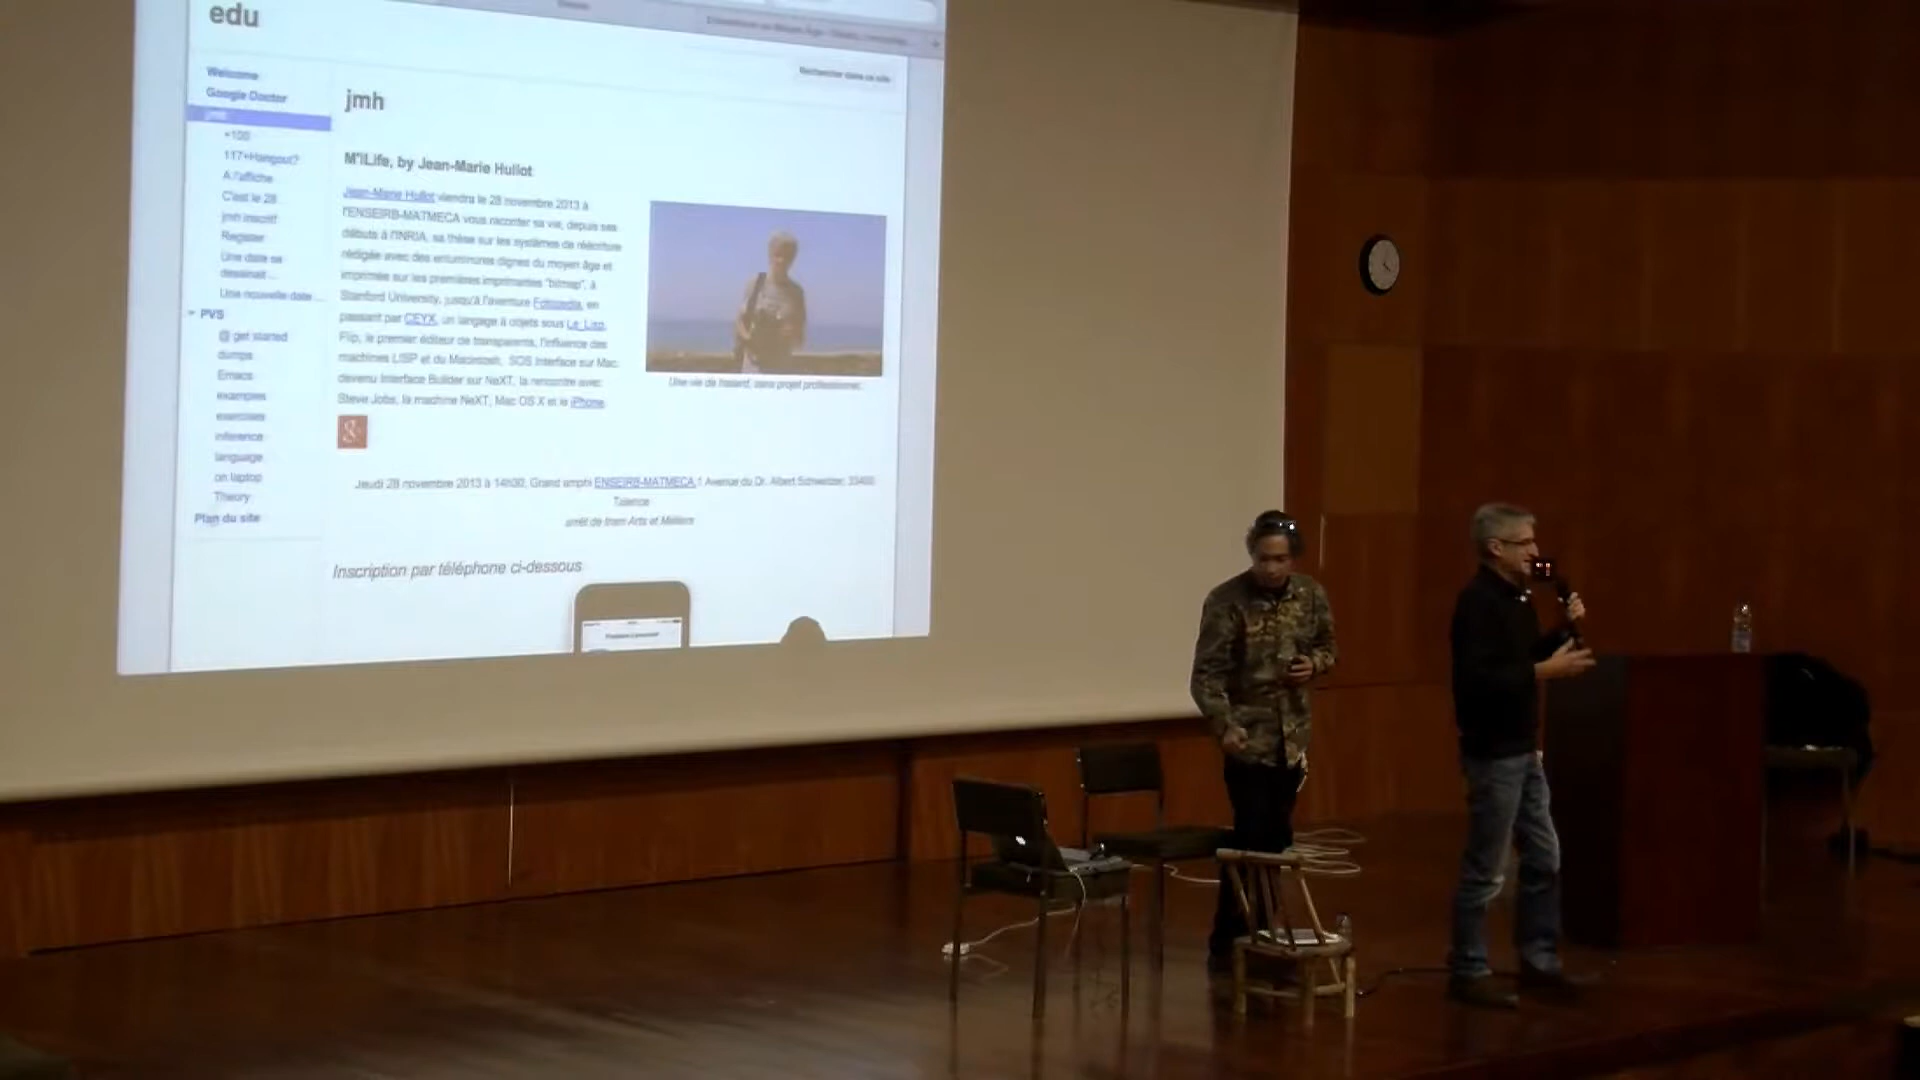 edu
Rechercher dans ce site
Welcome
Google Doctor
jmh
+100
117+Hangout?
A l'affiche
C'est le 28
jmh inscrit!
Register
Une date se
dessinait ...
Une nouvelle date ...
PVS
@ get started
dumps
Emacs
examples
exercises
inference
language
on laptop
Theory
Plan du site
jmh
M*iLife, by Jean-Marie Hullot
Jean-Marie Hullot viendra le 28 novembre 2013 à
l'ENSEIRB-MATMECA vous raconter sa vie, depuis ses
débuts à l'INRIA, sa thèse sur les systèmes de réécriture
rédigée avec des enluminures dignes du moyen âge et
imprimée sur les premières imprimantes "bitmap", à
Stanford University, jusqu'à l'aventure Fotopedia, en
passant par CEYX, un langage à objets sous Le_Lisp,
Flip, le premier éditeur de transparents, l'influence des
machines LISP et du Macintosh, SOS Interface sur Mac
devenu Interface Builder sur NeXT, la rencontre avec
Steve Jobs, la machine NeXT, Mac OS X et le iPhone.
Une vie de hasard, sans projet professionnel.
g+
Jeudi 28 novembre 2013 à 14h30, Grand amphi ENSEIRB-MATMECA, 1 Avenue du Dr. Albert Schweitzer, 33400
Talence
arrêt de tram Arts et Métiers
Inscription par téléphone ci-dessous